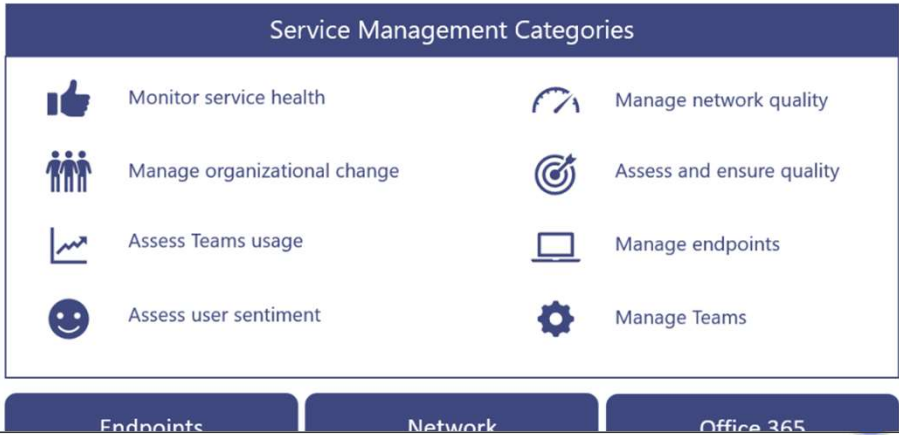 Service Management Categories
Monitor service health
Manage organizational change
Assess Teams usage
Assess user sentiment
Manage network quality
Assess and ensure quality
Manage endpoints
Manage Teams
Endpoints
Network
Office 365